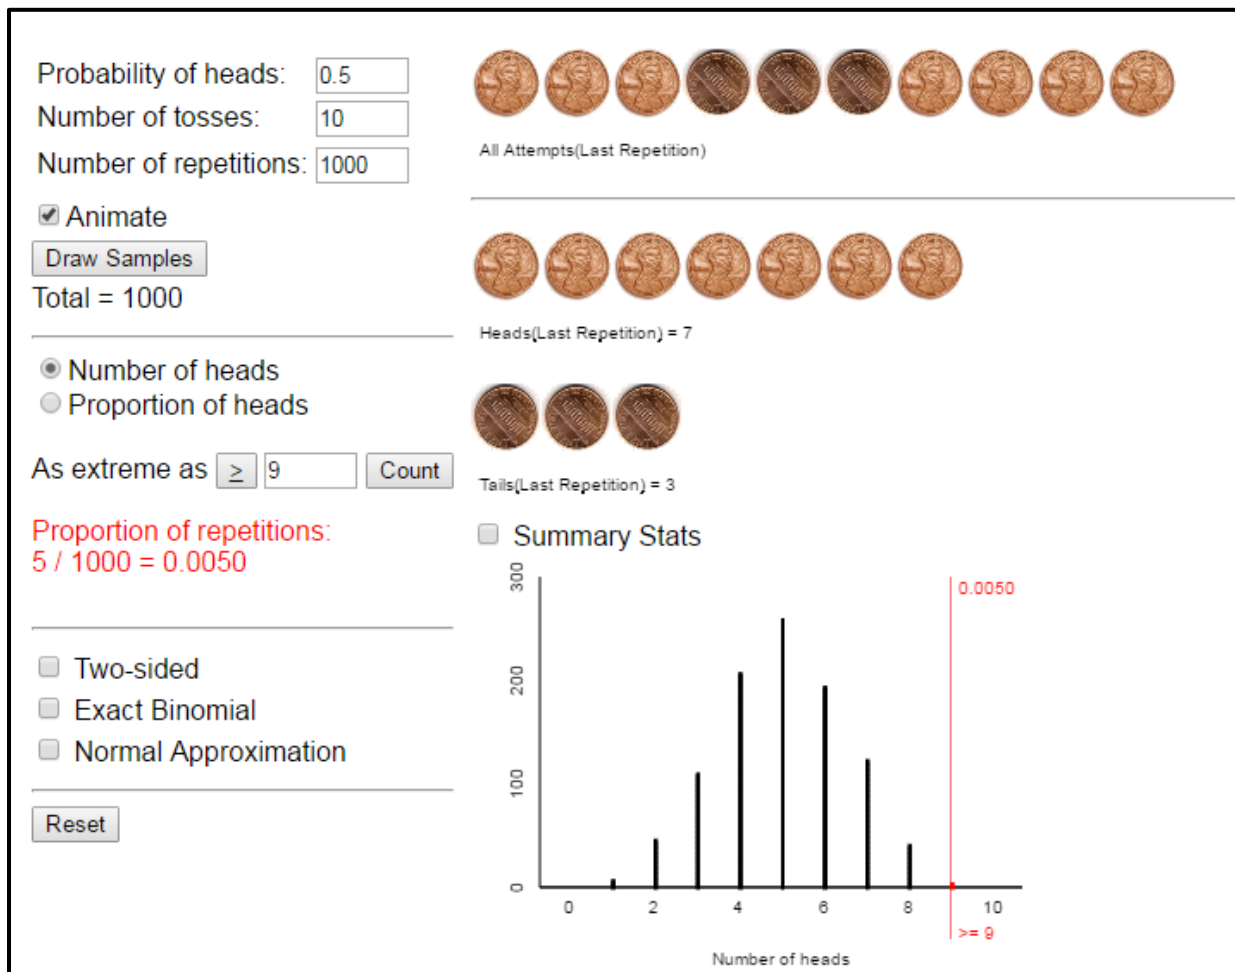 Probability of heads: 0.5
Number of tosses: 10
Number of repetitions: 1000
Animate
Draw Samples
Total = 1000
Number of heads
Proportion of heads
As extreme as ≥ 9 Count
Proportion of repetitions:
5 / 1000 = 0.0050
Two-sided
Exact Binomial
Normal Approximation
Reset
All Attempts(Last Repetition)
Heads(Last Repetition) = 7
Tails(Last Repetition) = 3
Summary Stats
300
200
100
0
0.0050
0 2 4 6 8 10
>= 9
Number of heads